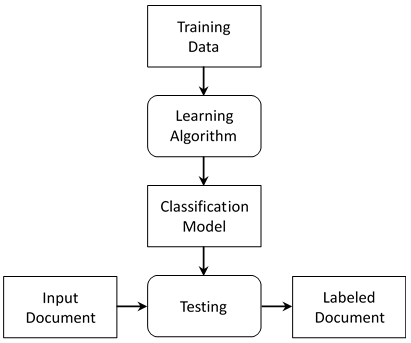 Training
Data
Learning
Algorithm
Classification
Model
Input
Document
Testing
Labeled
Document